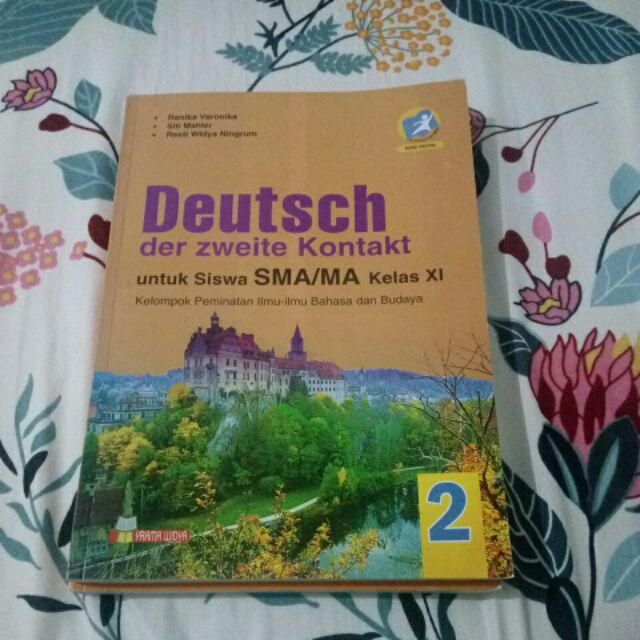 • Renika Veronika
• Siti Mahler
• Resti Widya Ningrum
Deutsch
der zweite Kontakt
untuk Siswa SMA/MA Kelas XI
Kelompok Peminatan Ilmu-ilmu Bahasa dan Budaya
2
YRAMA WIDYA